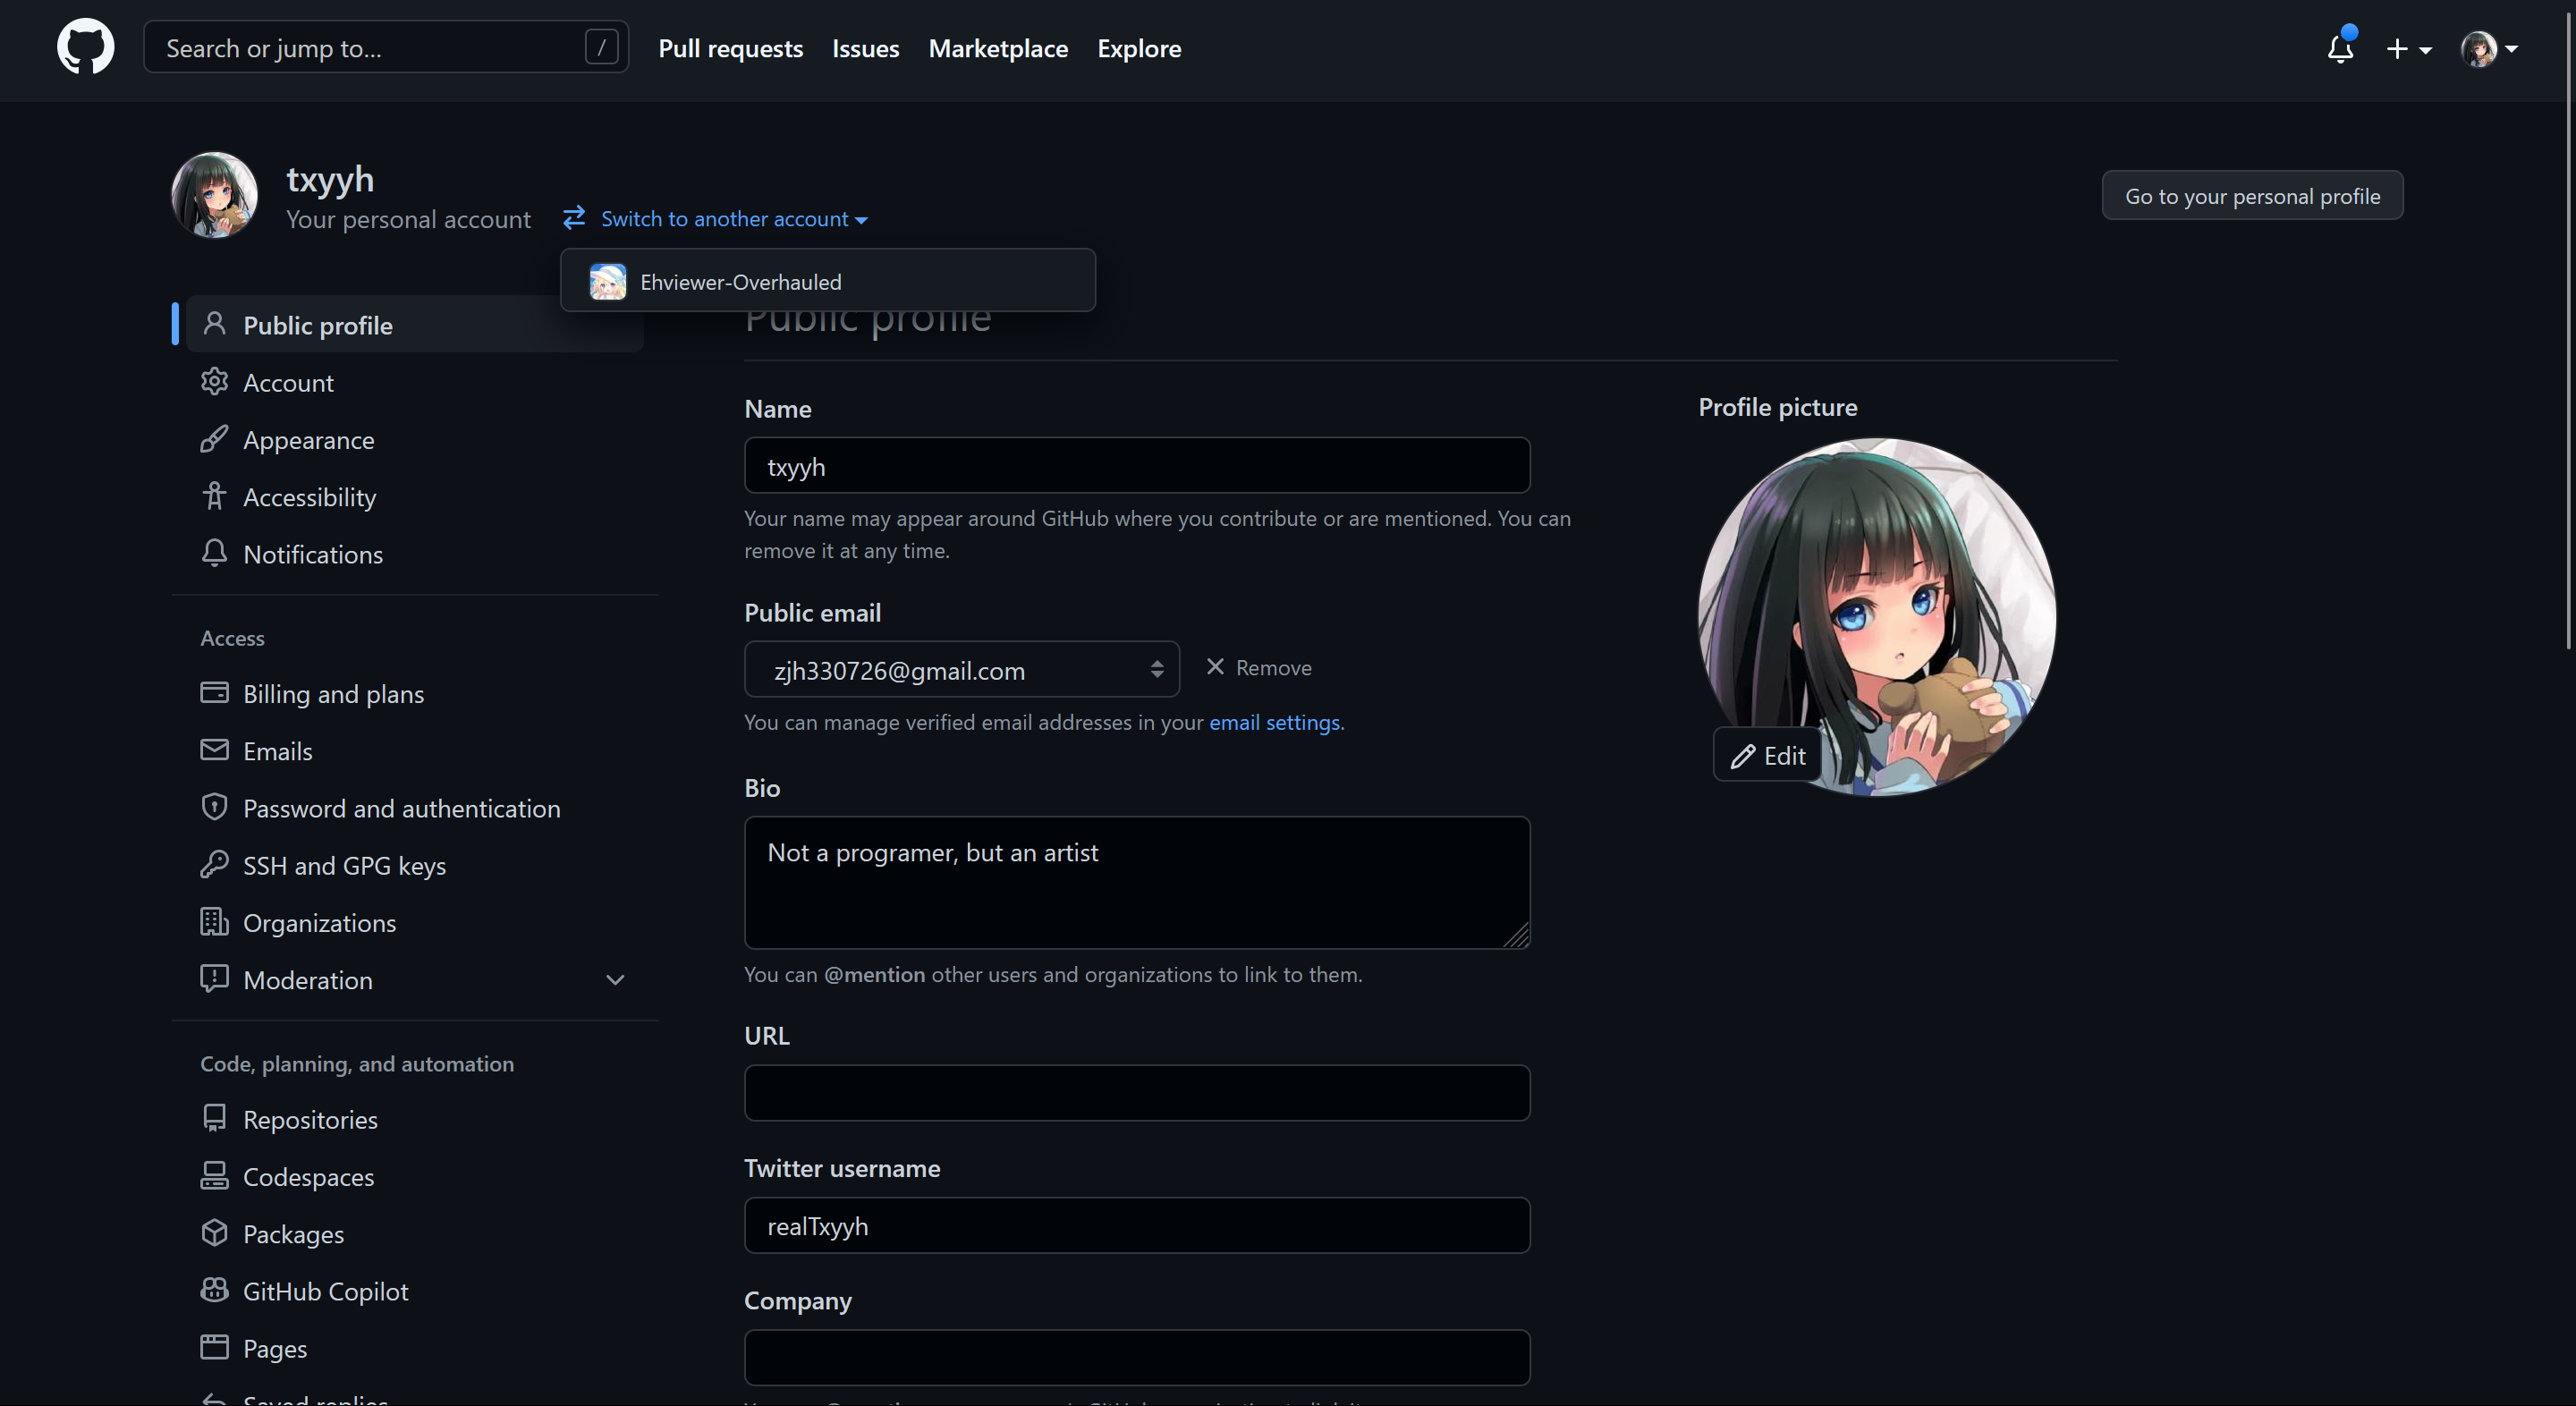 Search or jump to...
/
Pull requests
Issues
Marketplace
Explore
txyyh
Your personal account
Switch to another account
Go to your personal profile
Ehviewer-Overhauled
Public profile
Account
Appearance
Accessibility
Notifications
Access
Billing and plans
Emails
Password and authentication
SSH and GPG keys
Organizations
Moderation
Code, planning, and automation
Repositories
Codespaces
Packages
GitHub Copilot
Pages
Saved replies
Public profile
Name
txyyh
Your name may appear around GitHub where you contribute or are mentioned. You can
remove it at any time.
Public email
zjh330726@gmail.com
Remove
You can manage verified email addresses in your email settings.
Bio
Not a programer, but an artist
You can @mention other users and organizations to link to them.
URL
Twitter username
realTxyyh
Company
Profile picture
Edit